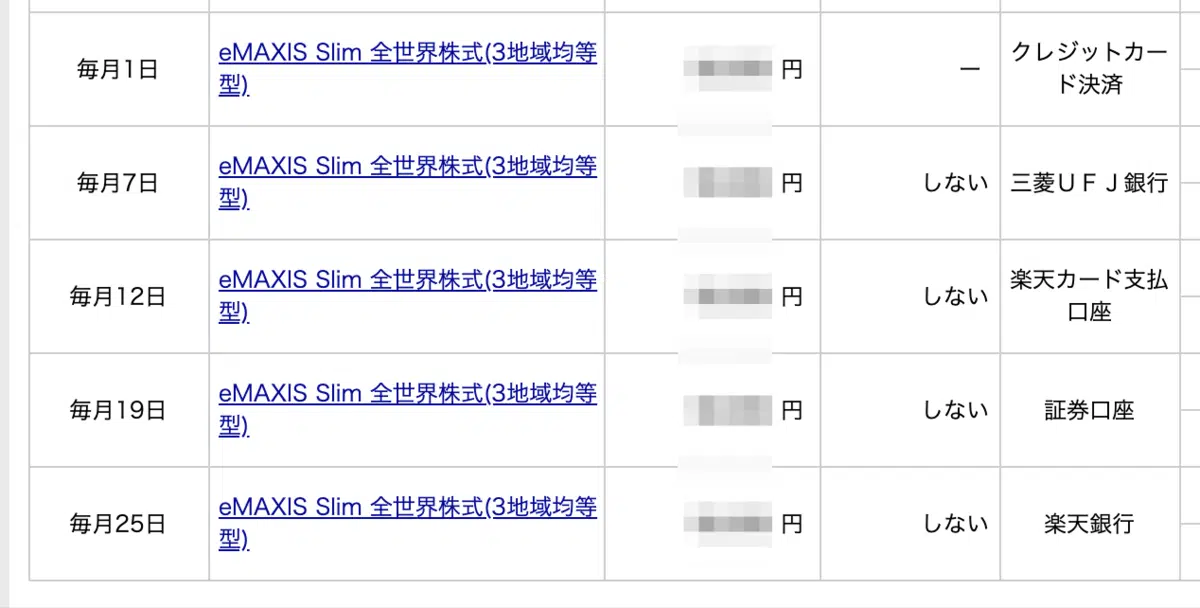 毎月1日
eMAXIS Slim 全世界株式(3地域均等
型)
円
ー
クレジットカー
ド決済
毎月7日
eMAXIS Slim 全世界株式(3地域均等
型)
円
しない
三菱ＵＦＪ銀行
毎月12日
eMAXIS Slim 全世界株式(3地域均等
型)
円
しない
楽天カード支払
口座
毎月19日
eMAXIS Slim 全世界株式(3地域均等
型)
円
しない
証券口座
毎月25日
eMAXIS Slim 全世界株式(3地域均等
型)
円
しない
楽天銀行